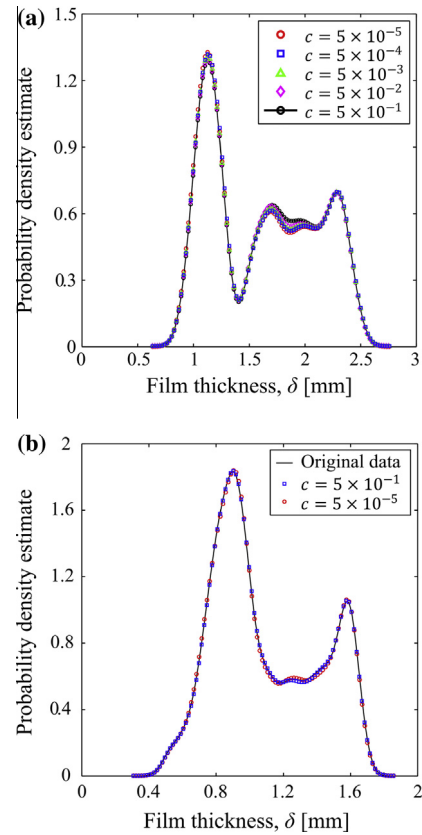 (a)
1.5
1.2
0.9
0.6
0.3
0
Probability density estimate
c = 5 × 10⁻⁵
c = 5 × 10⁻⁴
c = 5 × 10⁻³
c = 5 × 10⁻²
c = 5 × 10⁻¹
0 0.5 1 1.5 2 2.5 3
Film thickness, δ [mm]
(b)
2
1.6
1.2
0.8
0.4
0
Probability density estimate
Original data
c = 5 × 10⁻¹
c = 5 × 10⁻⁵
0 0.4 0.8 1.2 1.6 2
Film thickness, δ [mm]